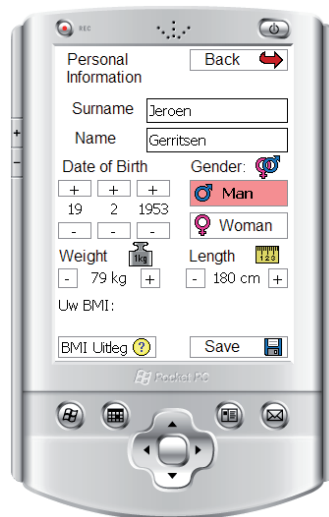 REC
Personal
Information
Back
Surname
Jeroen
Name
Gerritsen
Date of Birth
Gender:
+ + +
19 2 1953
- - -
Man
Woman
Weight
1kg
Length
120
- 79 kg +
- 180 cm +
Uw BMI:
BMI Uitleg ?
Save
Pocket PC
+
-